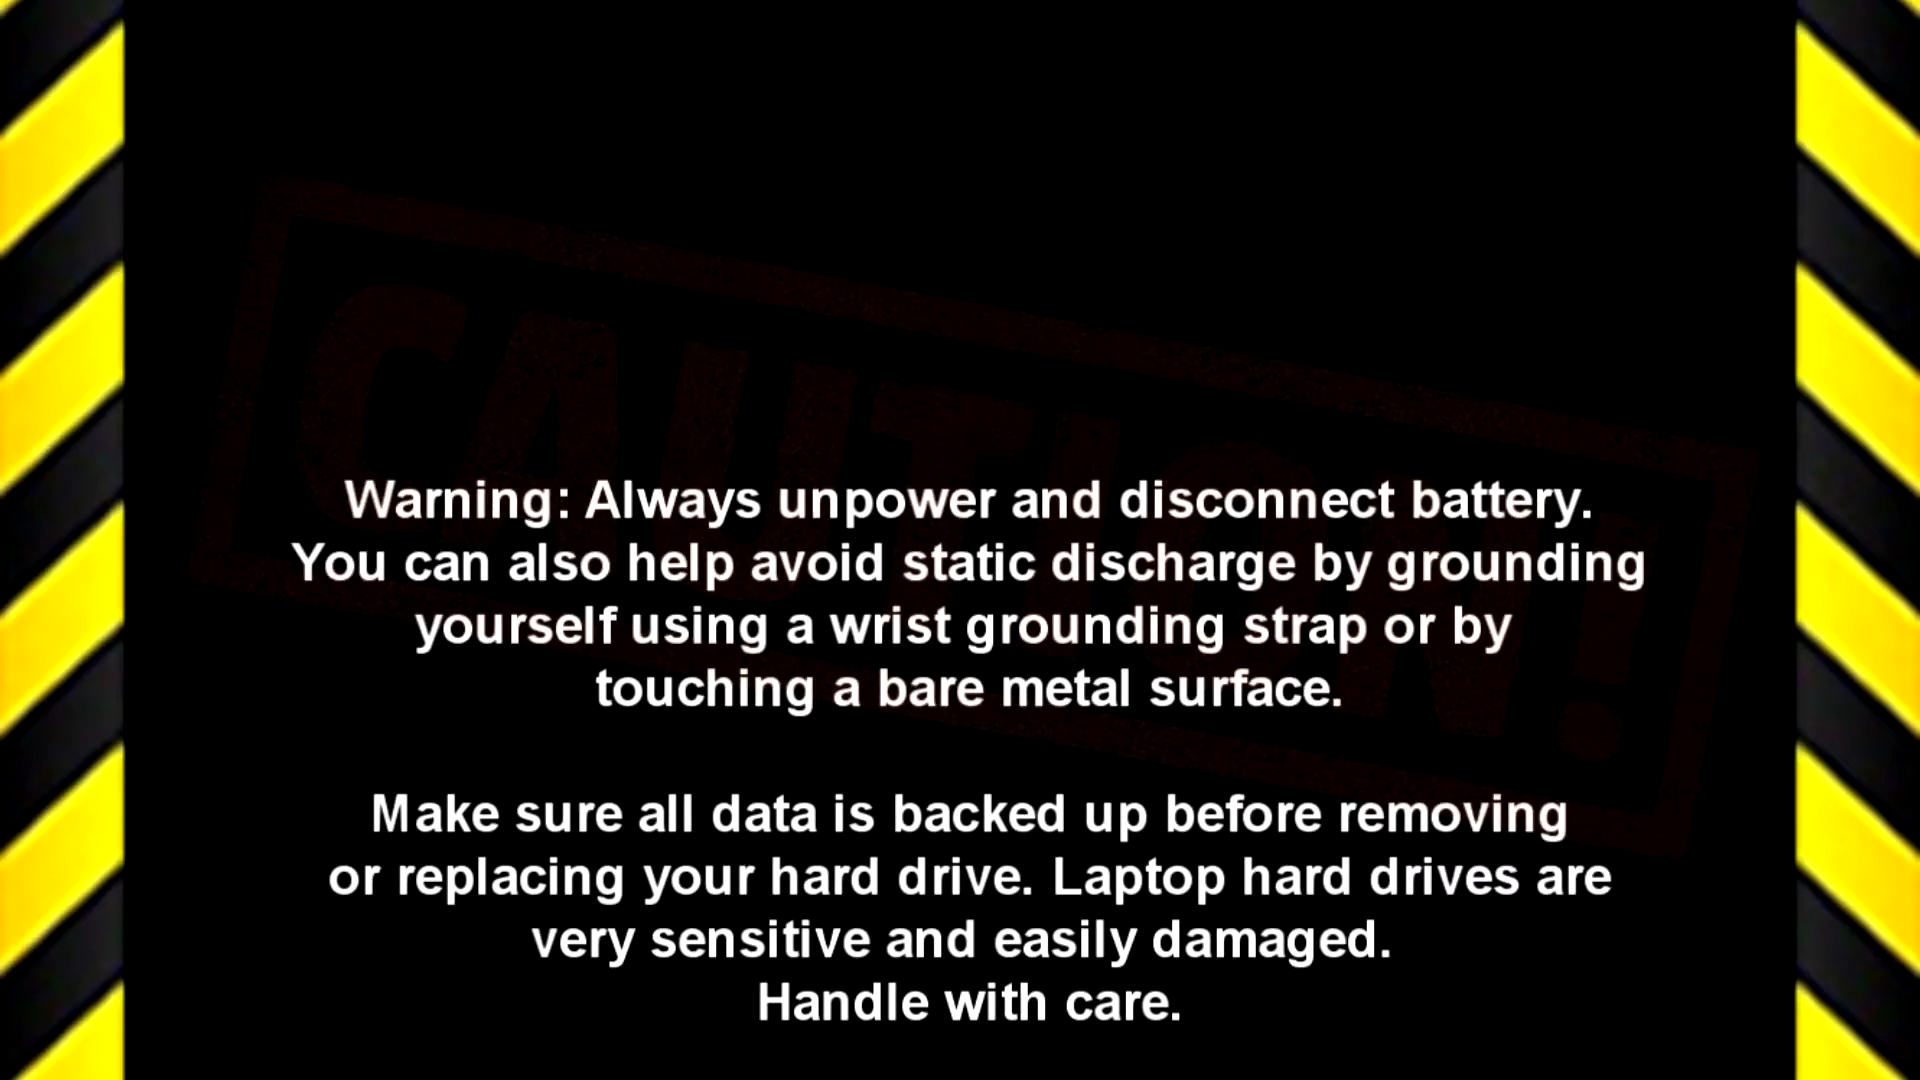 CAUTION!
Warning: Always unpower and disconnect battery.
You can also help avoid static discharge by grounding
yourself using a wrist grounding strap or by
touching a bare metal surface.
Make sure all data is backed up before removing
or replacing your hard drive. Laptop hard drives are
very sensitive and easily damaged.
Handle with care.